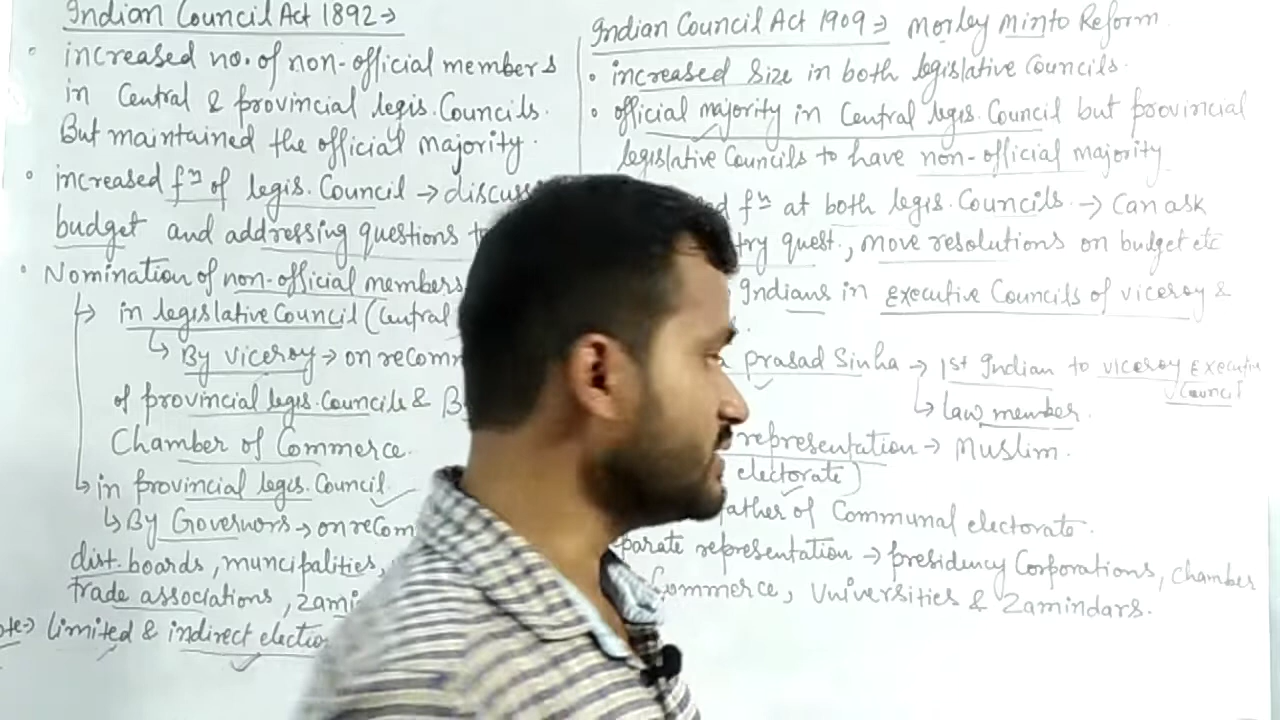 Indian Council Act 1892→
• increased no. of non-official members
in Central & provincial legis. Councils.
But maintained the official majority.
• increased fⁿ of legis. Council → discuss
budget and addressing questions
• Nomination of non-official members
↳ in legislative Council (Central
↳ By viceroy → on recomm
of provincial legis. Councils &
Chamber of Commerce.
↳ in provincial legis. Council
↳ By Governors → on recom
dist. boards, muncipalities,
trade associations, zami
Note→ limited & indirect election
Indian Council Act 1909 → morley minto Reform
• increased size in both legislative Councils.
• official majority in Central legis. Council but provincial
legislative Councils to have non-official majority
fⁿ at both legis. Councils. → Can ask
quest., move resolutions on budget etc
Indians in executive Councils of viceroy &
prasad Sinha → 1st Indian to viceroy executive
Council
↳ law member.
representation → Muslim.
electorate)
father of Communal electorate.
parate representation → presidency Corporations, Chamber
Commerce, Universities & Zamindars.